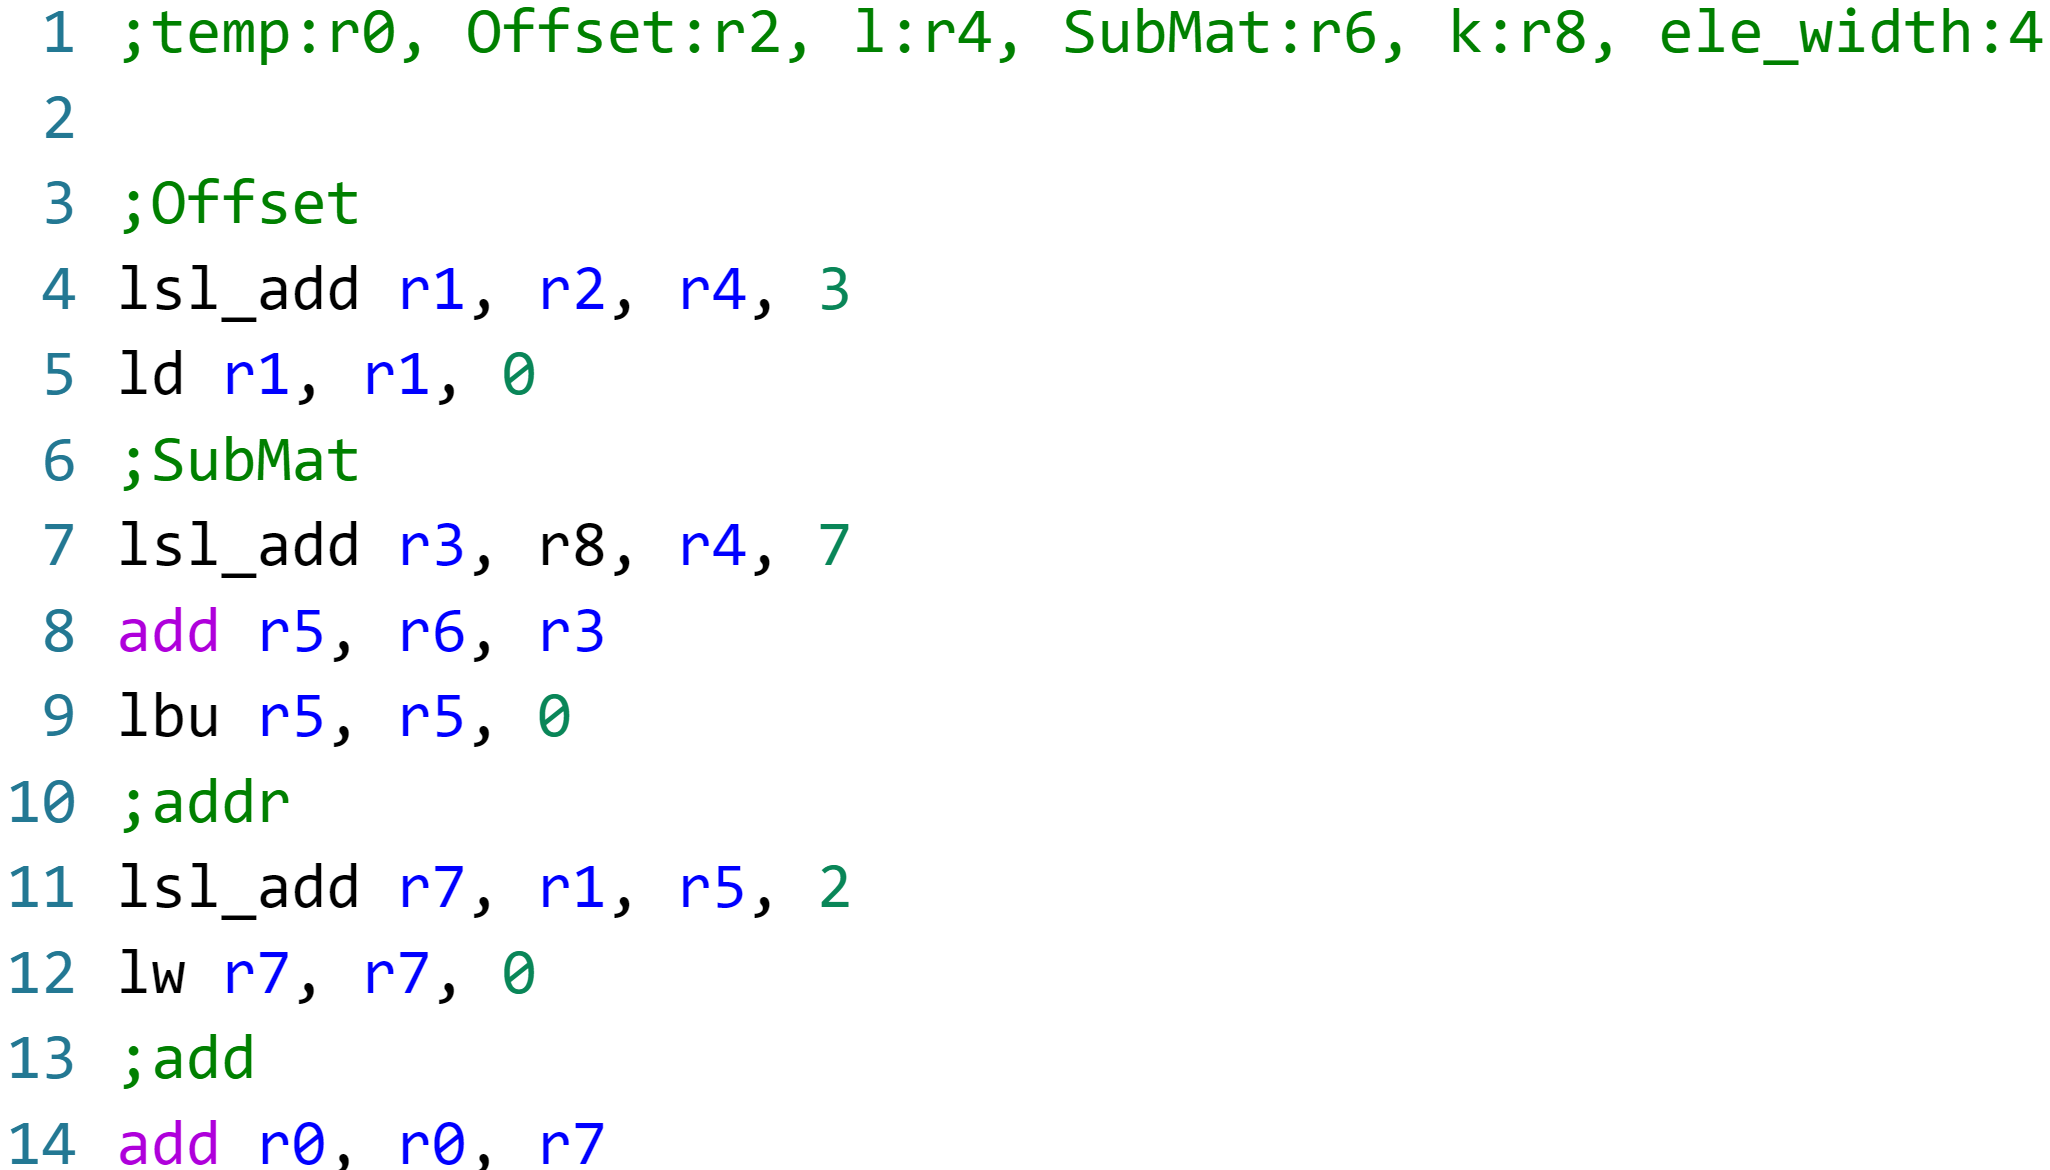 1 ;temp:r0, Offset:r2, l:r4, SubMat:r6, k:r8, ele_width:4
2
3 ;Offset
4 lsl_add r1, r2, r4, 3
5 ld r1, r1, 0
6 ;SubMat
7 lsl_add r3, r8, r4, 7
8 add r5, r6, r3
9 lbu r5, r5, 0
10 ;addr
11 lsl_add r7, r1, r5, 2
12 lw r7, r7, 0
13 ;add
14 add r0, r0, r7